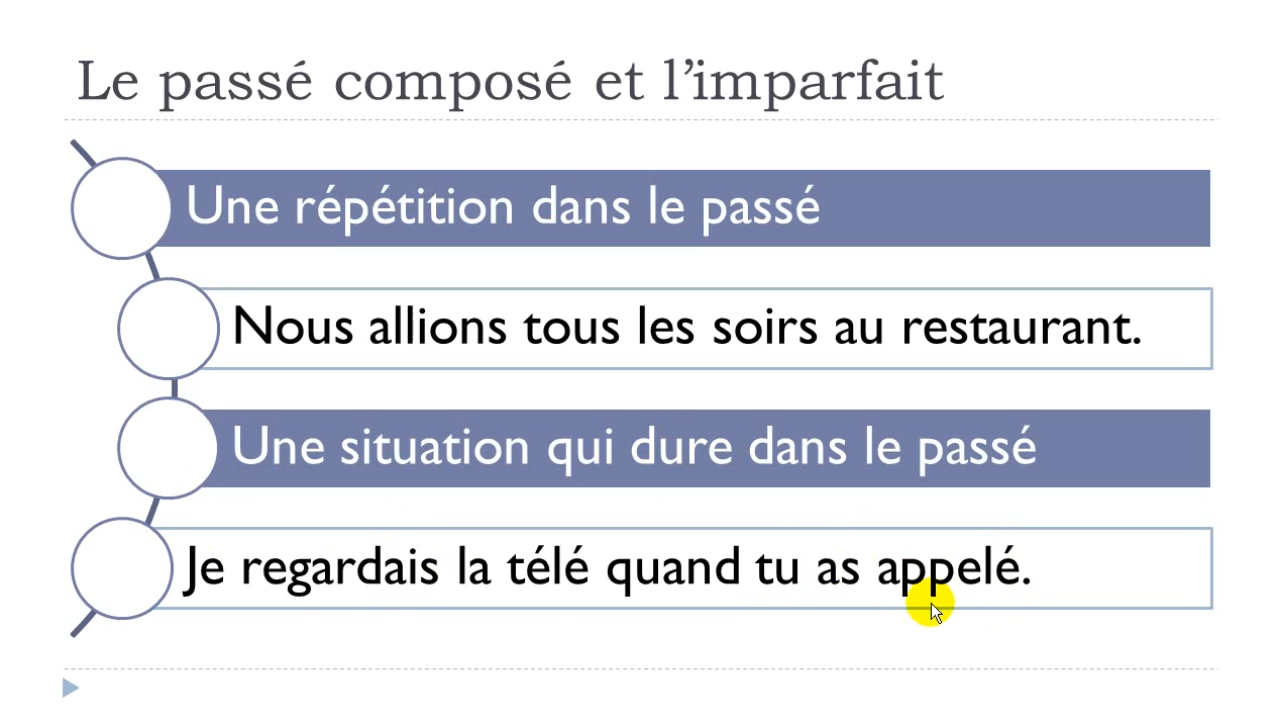 Le passé composé et l’imparfait
Une répétition dans le passé
Nous allions tous les soirs au restaurant.
Une situation qui dure dans le passé
Je regardais la télé quand tu as appelé.